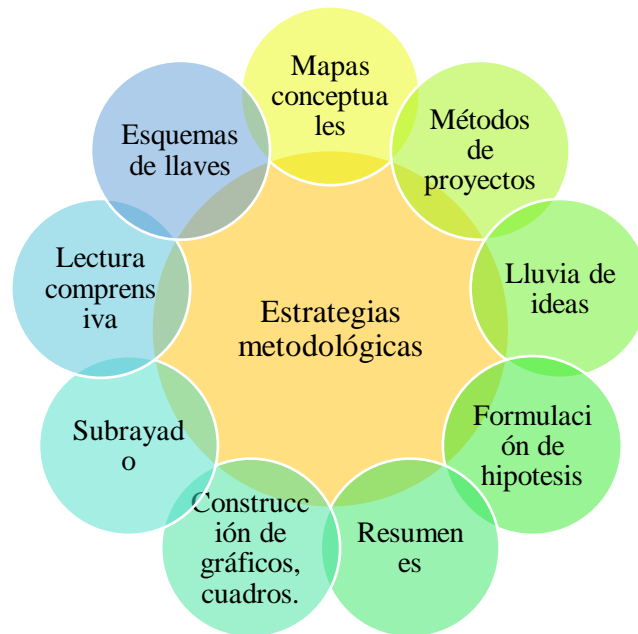 Mapas
conceptua
les
Métodos
de
proyectos
Lluvia de
ideas
Formulaci
ón de
hipotesis
Resumen
es
Construcc
ión de
gráficos,
cuadros.
Subrayad
o
Lectura
comprens
iva
Esquemas
de llaves
Estrategias
metodológicas